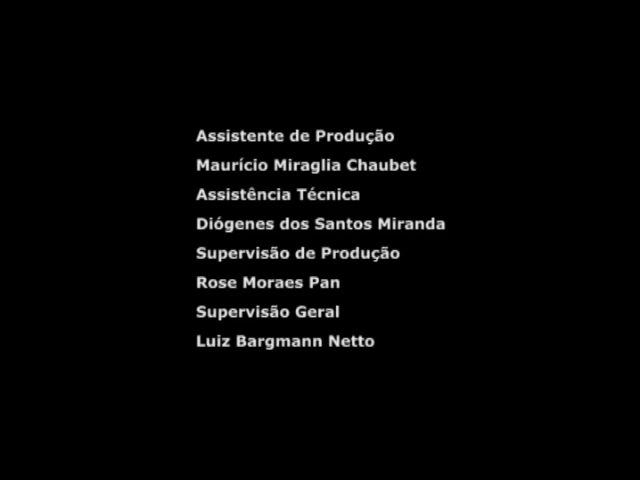 Assistente de Produção
Maurício Miraglia Chaubet
Assistência Técnica
Diógenes dos Santos Miranda
Supervisão de Produção
Rose Moraes Pan
Supervisão Geral
Luiz Bargmann Netto